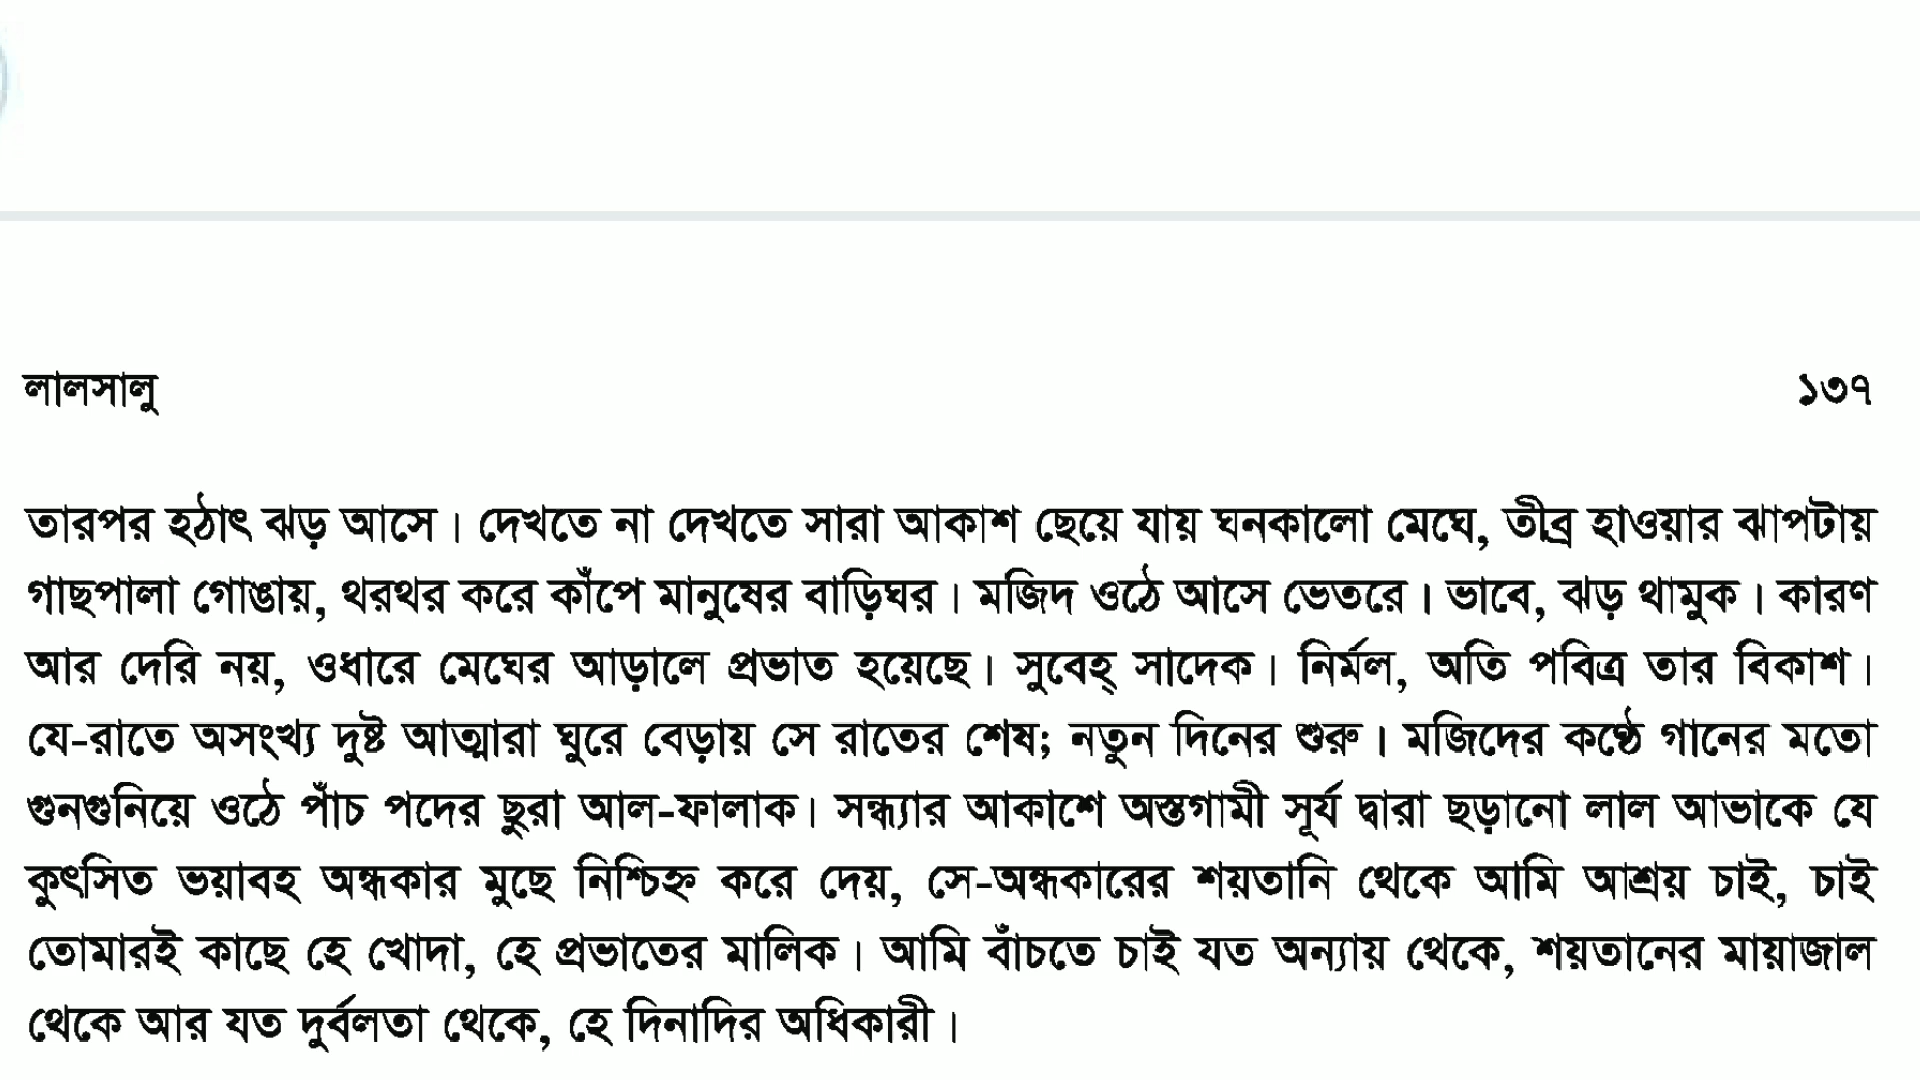 লালসালু ১৩৭
তারপর হঠাৎ ঝড় আসে। দেখতে না দেখতে সারা আকাশ ছেয়ে যায় ঘনকালো মেঘে, তীব্র হাওয়ার ঝাপটায়
গাছপালা গোঙায়, থরথর করে কাঁপে মানুষের বাড়িঘর। মজিদ ওঠে আসে ভেতরে। ভাবে, ঝড় থামুক। কারণ
আর দেরি নয়, ওধারে মেঘের আড়ালে প্রভাত হয়েছে। সুবেহ্ সাদেক। নির্মল, অতি পবিত্র তার বিকাশ।
যে-রাতে অসংখ্য দুষ্ট আত্মারা ঘুরে বেড়ায় সে রাতের শেষ; নতুন দিনের শুরু। মজিদের কণ্ঠে গানের মতো
গুনগুনিয়ে ওঠে পাঁচ পদের ছুরা আল-ফালাক। সন্ধ্যার আকাশে অস্তগামী সূর্য দ্বারা ছড়ানো লাল আভাকে যে
কুৎসিত ভয়াবহ অন্ধকার মুছে নিশ্চিহ্ন করে দেয়, সে-অন্ধকারের শয়তানি থেকে আমি আশ্রয় চাই, চাই
তোমারই কাছে হে খোদা, হে প্রভাতের মালিক। আমি বাঁচতে চাই যত অন্যায় থেকে, শয়তানের মায়াজাল
থেকে আর যত দুর্বলতা থেকে, হে দিনাদির অধিকারী।